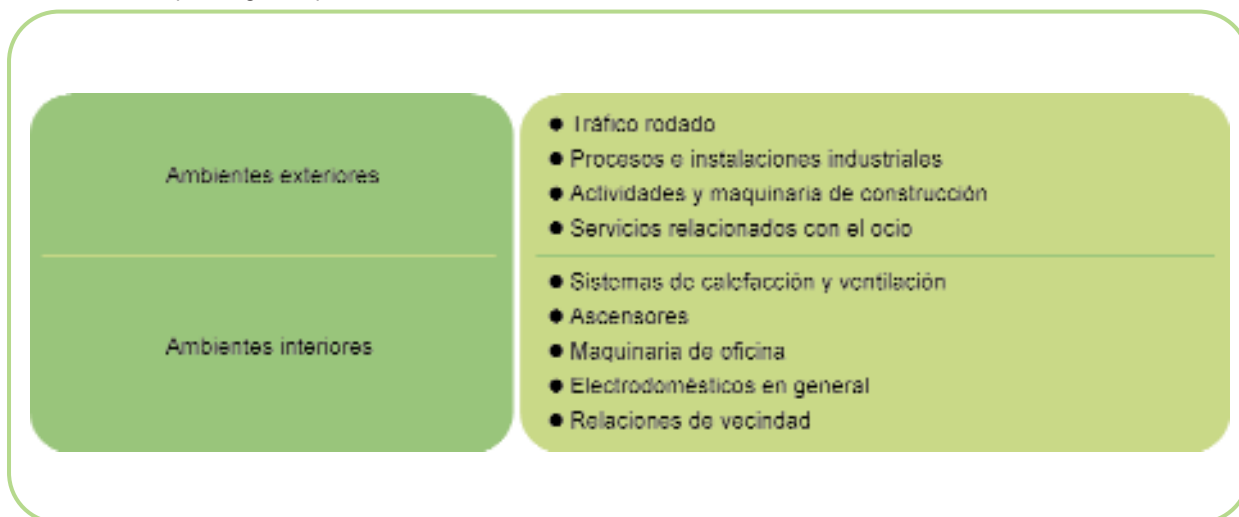 Ambientes exteriores
● Tráfico rodado
● Procesos e instalaciones industriales
● Actividades y maquinaria de construcción
● Servicios relacionados con el ocio
Ambientes interiores
● Sistemas de calefacción y ventilación
● Ascensores
● Maquinaria de oficina
● Electrodomésticos en general
● Relaciones de vecindad